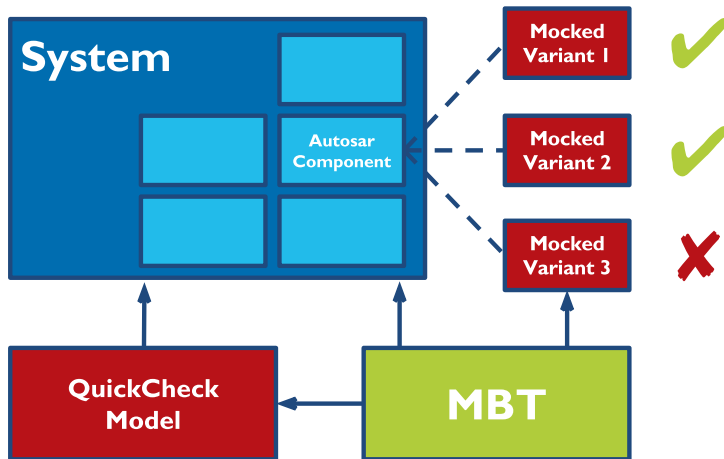 System
Autosar
Component
Mocked
Variant 1
Mocked
Variant 2
Mocked
Variant 3
QuickCheck
Model
MBT